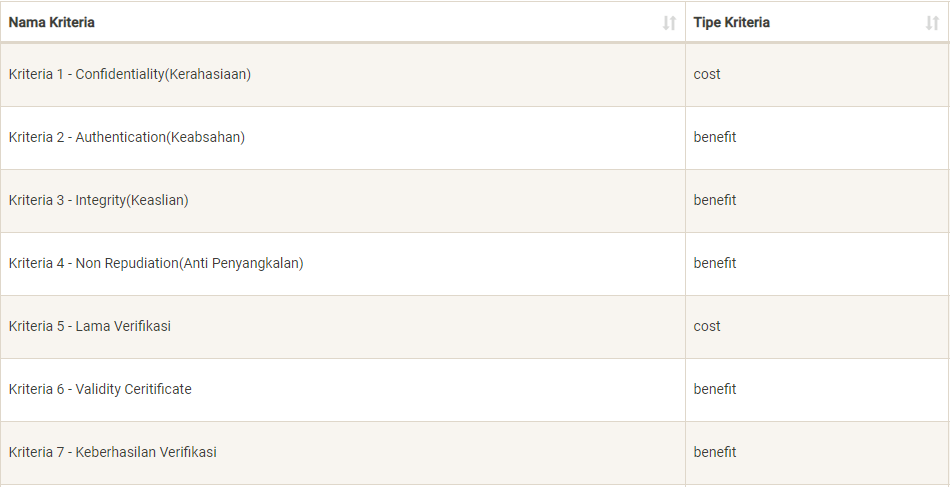 Nama Kriteria Tipe Kriteria
Kriteria 1 - Confidentiality(Kerahasiaan) cost
Kriteria 2 - Authentication(Keabsahan) benefit
Kriteria 3 - Integrity(Keaslian) benefit
Kriteria 4 - Non Repudiation(Anti Penyangkalan) benefit
Kriteria 5 - Lama Verifikasi cost
Kriteria 6 - Validity Ceritificate benefit
Kriteria 7 - Keberhasilan Verifikasi benefit